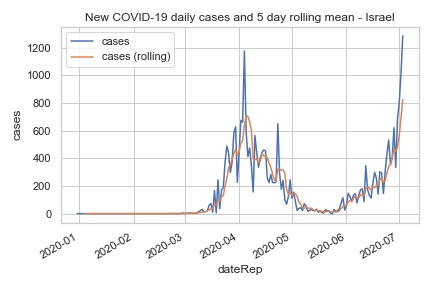 New COVID-19 daily cases and 5 day rolling mean - Israel
cases
cases (rolling)
1200
1000
800
600
400
200
0
cases
2020-01
2020-02
2020-03
2020-04
2020-05
2020-06
2020-07
dateRep